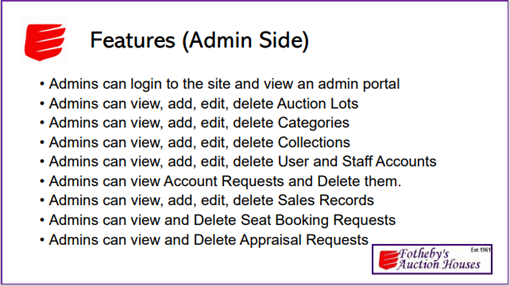 Features (Admin Side)
• Admins can login to the site and view an admin portal
• Admins can view, add, edit, delete Auction Lots
• Admins can view, add, edit, delete Categories
• Admins can view, add, edit, delete Collections
• Admins can view, add, edit, delete User and Staff Accounts
• Admins can view Account Requests and Delete them.
• Admins can view, add, edit, delete Sales Records
• Admins can view and Delete Seat Booking Requests
• Admins can view and Delete Appraisal Requests
Est 1961
Fotheby's
Auction Houses